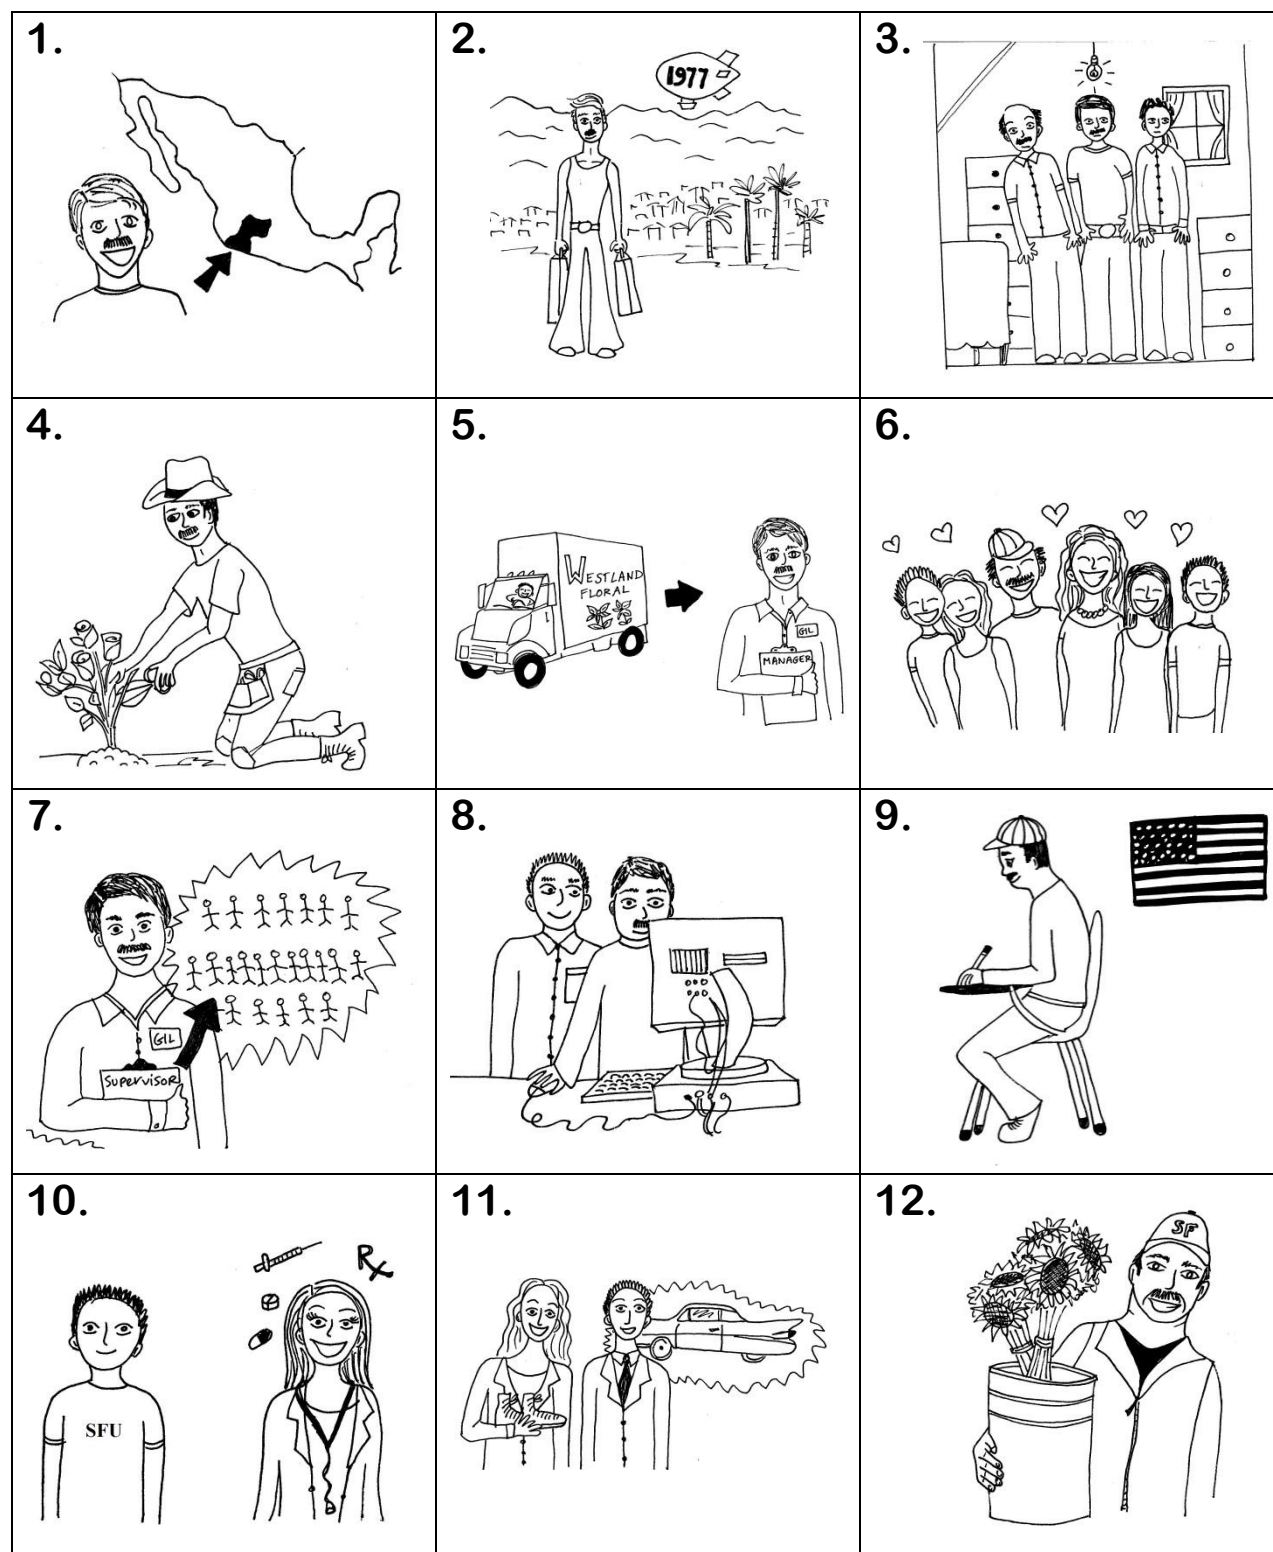 1.
2.
1977
3.
4.
5.
WESTLAND
FLORAL
GIL
MANAGER
6.
7.
GIL
Supervisor
8.
9.
10.
Rx
SFU
11.
12.
SF